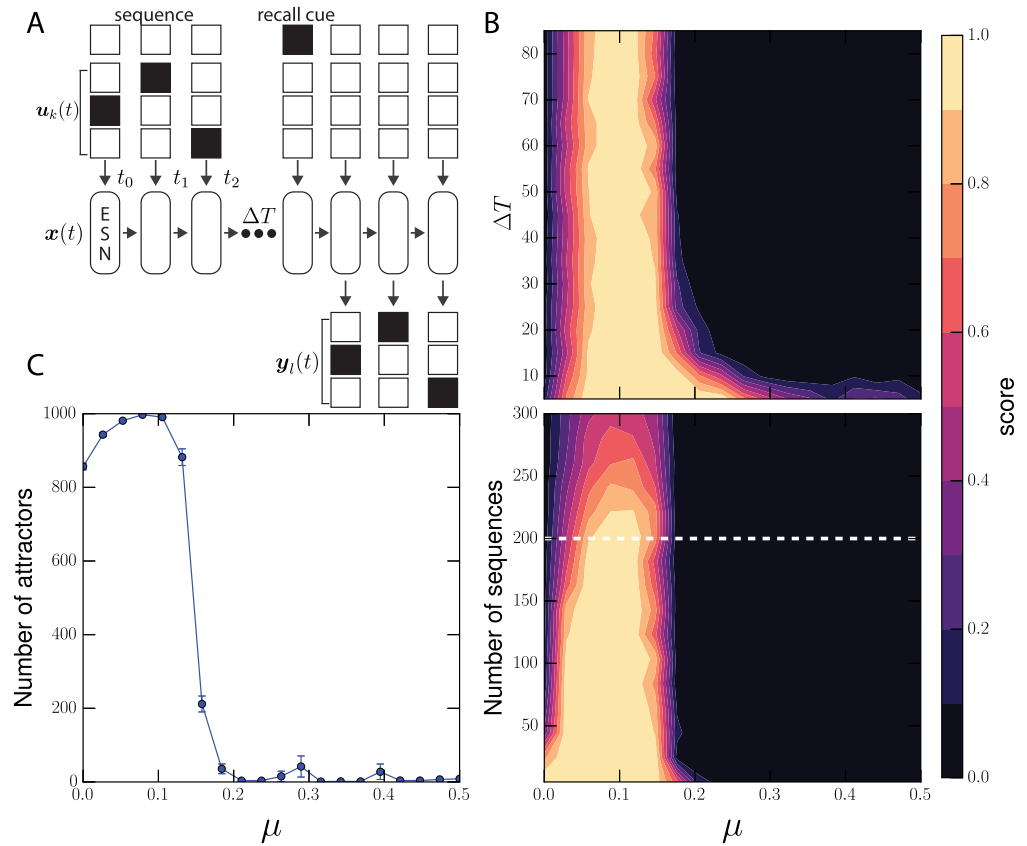 A
sequence
recall cue
u_k(t)
t_0
t_1
t_2
x(t)
E
S
N
ΔT
y_l(t)
B
80
70
60
50
40
30
20
10
ΔT
300
250
200
150
100
50
Number of sequences
0.0
0.1
0.2
0.3
0.4
0.5
μ
1.0
0.8
0.6
0.4
0.2
0.0
score
C
1000
800
600
400
200
0
Number of attractors
0.0
0.1
0.2
0.3
0.4
0.5
μ